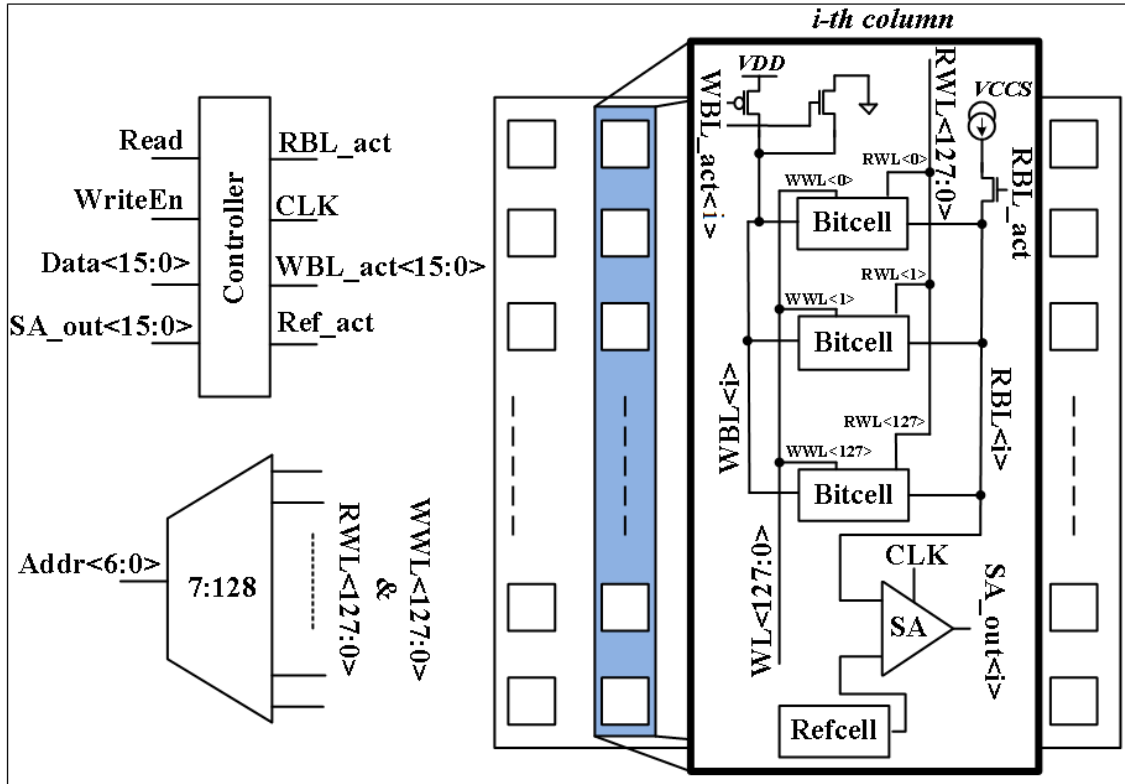 i-th column
Read
WriteEn
Data<15:0>
SA_out<15:0>
Controller
RBL_act
CLK
WBL_act<15:0>
Ref_act
Addr<6:0>
7:128
RWL<127:0>
&
WWL<127:0>
VDD
WBL_act<i>
RWL<127:0>
VCCS
RBL_act
RWL<0>
WWL<0>
Bitcell
RWL<1>
WWL<1>
Bitcell
WBL<i>
RBL<i>
RWL<127>
WWL<127>
Bitcell
WL<127:0>
CLK
SA
SA_out<i>
Refcell